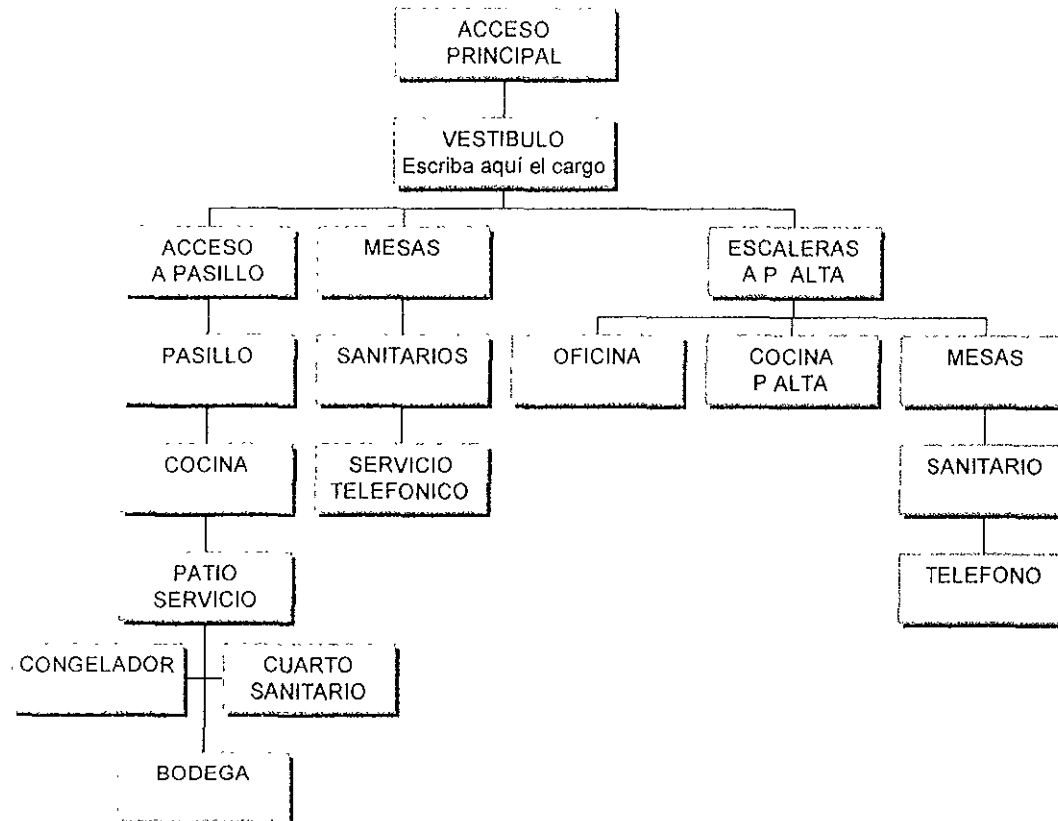 ACCESO
PRINCIPAL
VESTIBULO
Escriba aquí el cargo
ACCESO
A PASILLO
MESAS
ESCALERAS
A P ALTA
PASILLO
SANITARIOS
OFICINA
COCINA
P ALTA
MESAS
COCINA
SERVICIO
TELEFONICO
SANITARIO
PATIO
SERVICIO
TELEFONO
CONGELADOR
CUARTO
SANITARIO
BODEGA